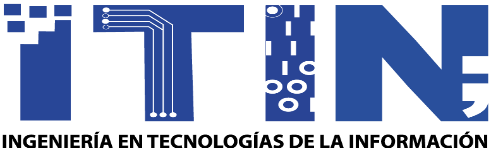 ITIN
INGENIERÍA EN TECNOLOGÍAS DE LA INFORMACIÓN